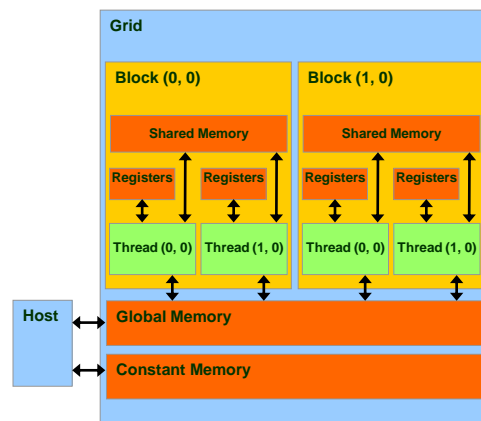 Grid
Block (0, 0)
Block (1, 0)
Shared Memory
Shared Memory
Registers
Registers
Registers
Registers
Thread (0, 0)
Thread (1, 0)
Thread (0, 0)
Thread (1, 0)
Host
Global Memory
Constant Memory